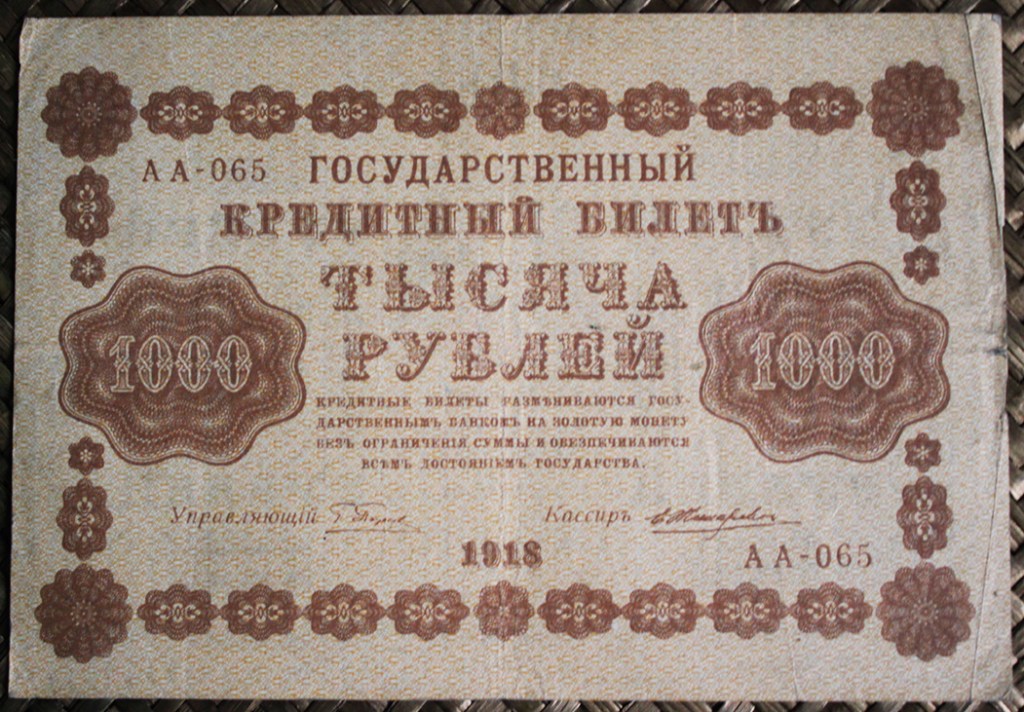 АА-065 ГОСУДАРСТВЕННЫЙ
КРЕДИТНЫЙ БИЛЕТЪ
ТЫСЯЧА
РУБЛЕЙ
1000
1000
КРЕДИТНЫЕ БИЛЕТЫ РАЗМѢНИВАЮТСЯ ГОСУ-
ДАРСТВЕННЫМЪ БАНКОМЪ НА ЗОЛОТУЮ МОНЕТУ
БЕЗЪ ОГРАНИЧЕНІЯ СУММЫ И ОБЕЗПЕЧИВАЮТСЯ
ВСѢМЪ ДОСТОЯНІЕМЪ ГОСУДАРСТВА.
Управляющій
Кассиръ
1918
АА-065